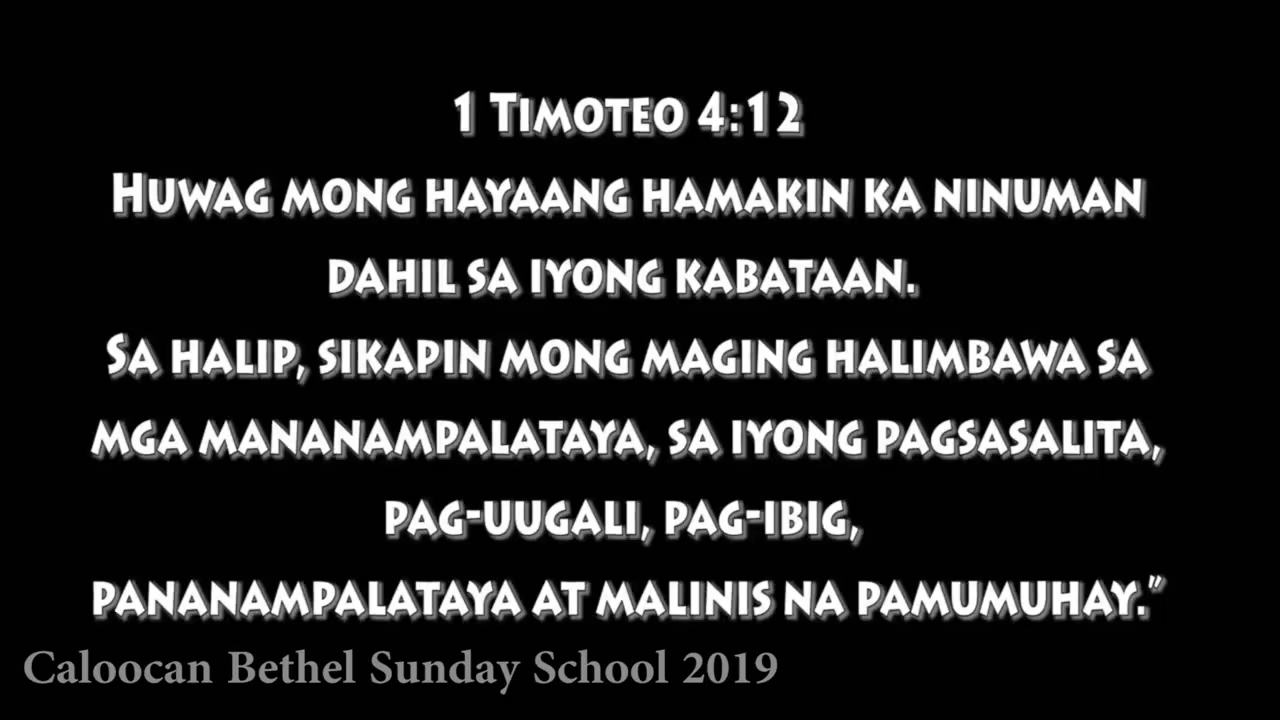 1 Timoteo 4:12
Huwag mong hayaang hamakin ka ninuman
dahil sa iyong kabataan.
Sa halip, sikapin mong maging halimbawa sa
mga mananampalataya, sa iyong pagsasalita,
pag-uugali, pag-ibig,
pananampalataya at malinis na pamumuhay.”
Caloocan Bethel Sunday School 2019